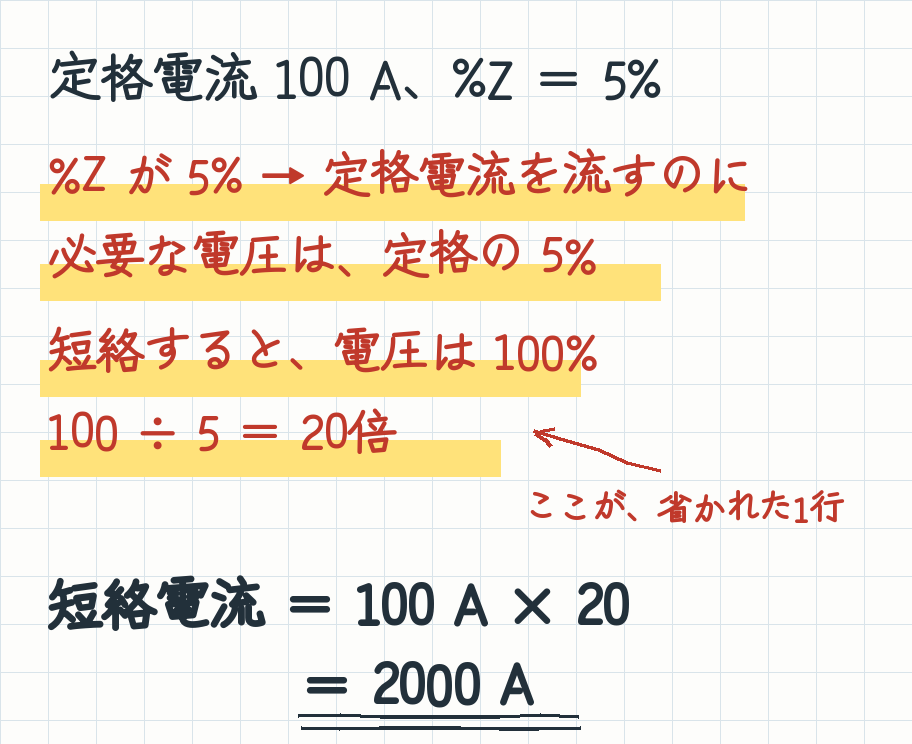 定格電流 100 A、%Z = 5%
%Z が 5% → 定格電流を流すのに
必要な電圧は、定格の 5%
短絡すると、電圧は 100%
100 ÷ 5 = 20倍
ここが、省かれた1行
短絡電流 = 100 A × 20
= 2000 A